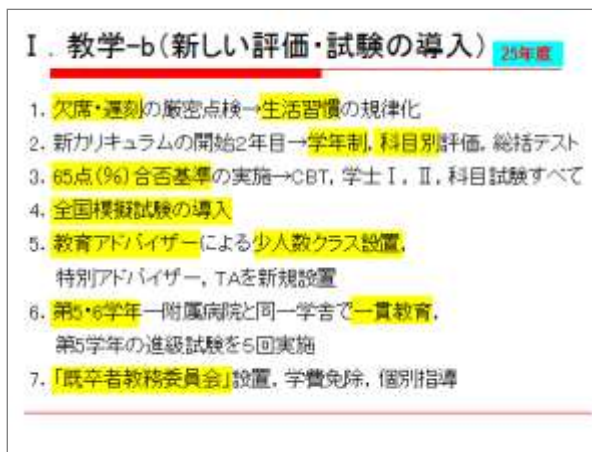 Ⅰ．教学-b（新しい評価・試験の導入） 25年度
1. 欠席・遅刻の厳密点検→生活習慣の規律化
2. 新カリキュラムの開始2年目→学年制，科目別評価，総括テスト
3. 65点（%）合否基準の実施→CBT，学士Ⅰ，Ⅱ，科目試験すべて
4. 全国模擬試験の導入
5. 教育アドバイザーによる少人数クラス設置，
特別アドバイザー，TAを新規設置
6. 第5・6学年―附属病院と同一学舎で一貫教育，
第5学年の進級試験を5回実施
7. 「既卒者教務委員会」設置，学費免除，個別指導